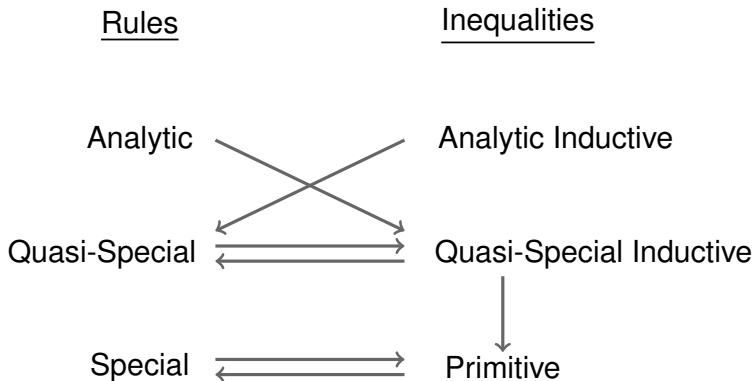 Rules Inequalities
Analytic Analytic Inductive
Quasi-Special Quasi-Special Inductive
Special Primitive